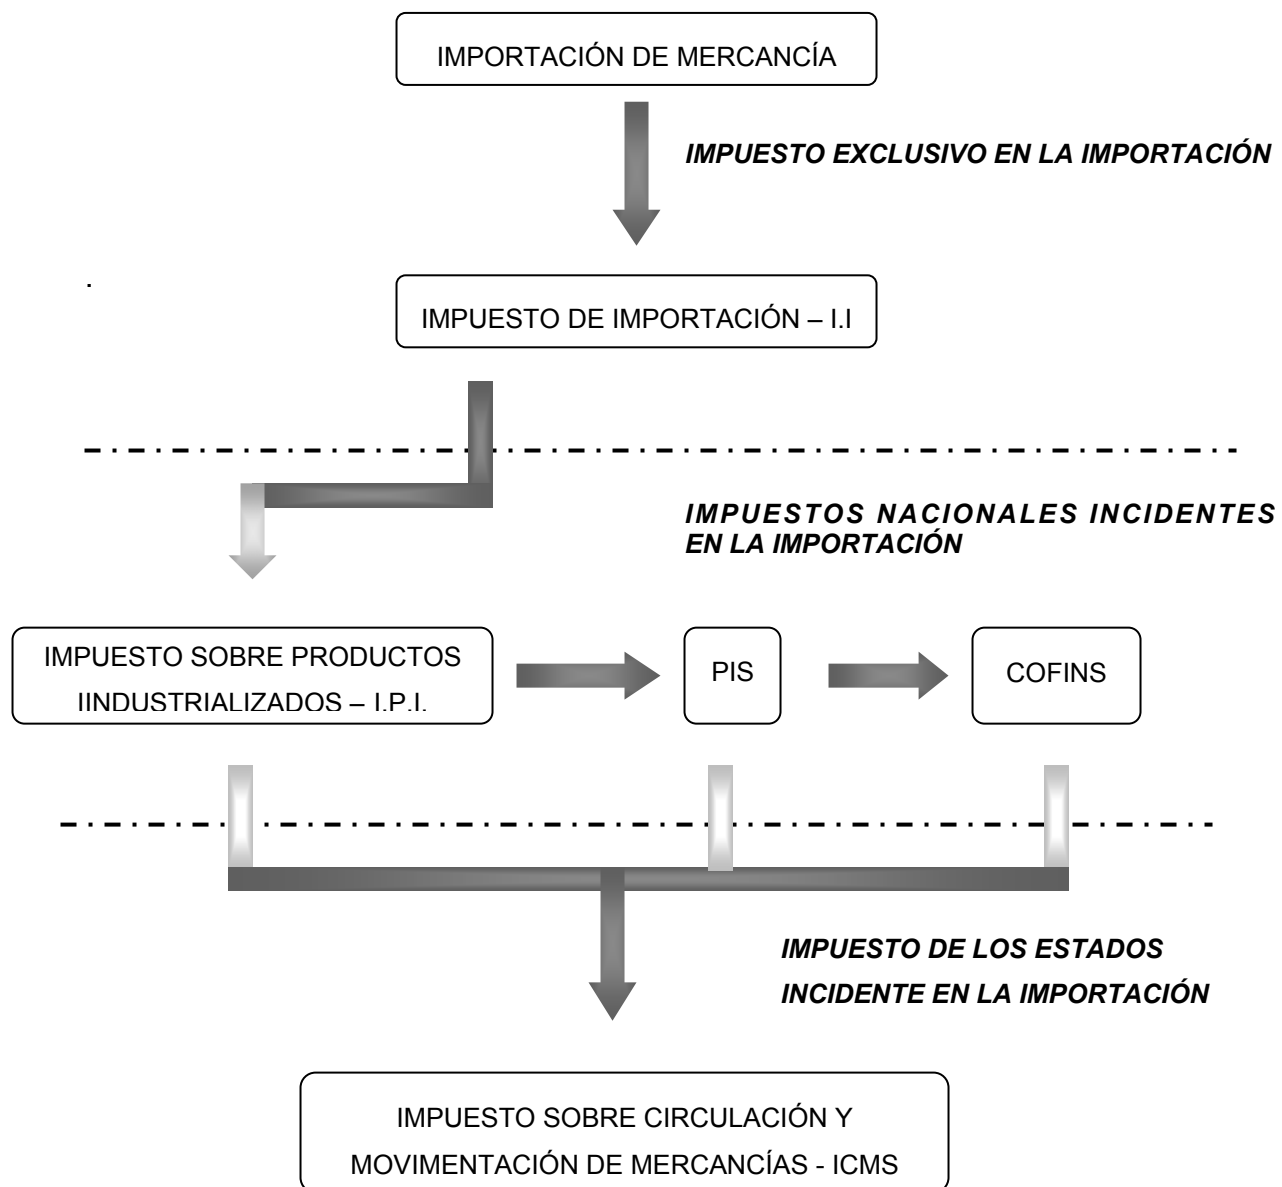 IMPORTACIÓN DE MERCANCÍA
IMPUESTO EXCLUSIVO EN LA IMPORTACIÓN
.
IMPUESTO DE IMPORTACIÓN – I.I
IMPUESTOS NACIONALES INCIDENTES
EN LA IMPORTACIÓN
IMPUESTO SOBRE PRODUCTOS
IINDUSTRIALIZADOS – I.P.I.
PIS
COFINS
IMPUESTO DE LOS ESTADOS
INCIDENTE EN LA IMPORTACIÓN
IMPUESTO SOBRE CIRCULACIÓN Y
MOVIMENTACIÓN DE MERCANCÍAS - ICMS